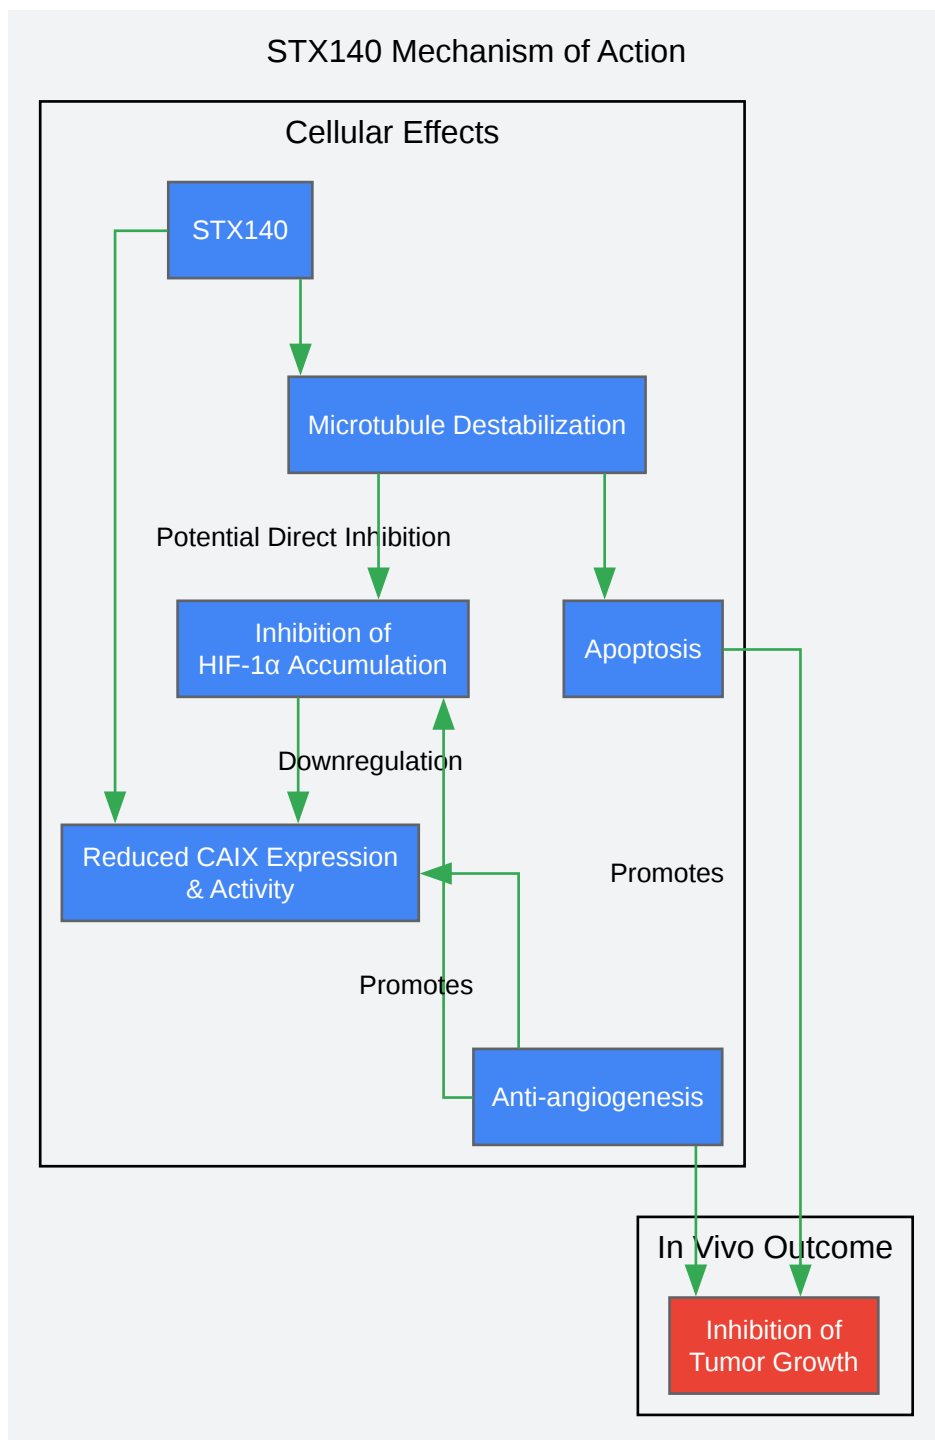 STX140 Mechanism of Action
Cellular Effects
STX140
Microtubule Destabilization
Potential Direct Inhibition
Inhibition of
HIF-1α Accumulation
Apoptosis
Downregulation
Reduced CAIX Expression
& Activity
Promotes
Promotes
Anti-angiogenesis
In Vivo Outcome
Inhibition of
Tumor Growth